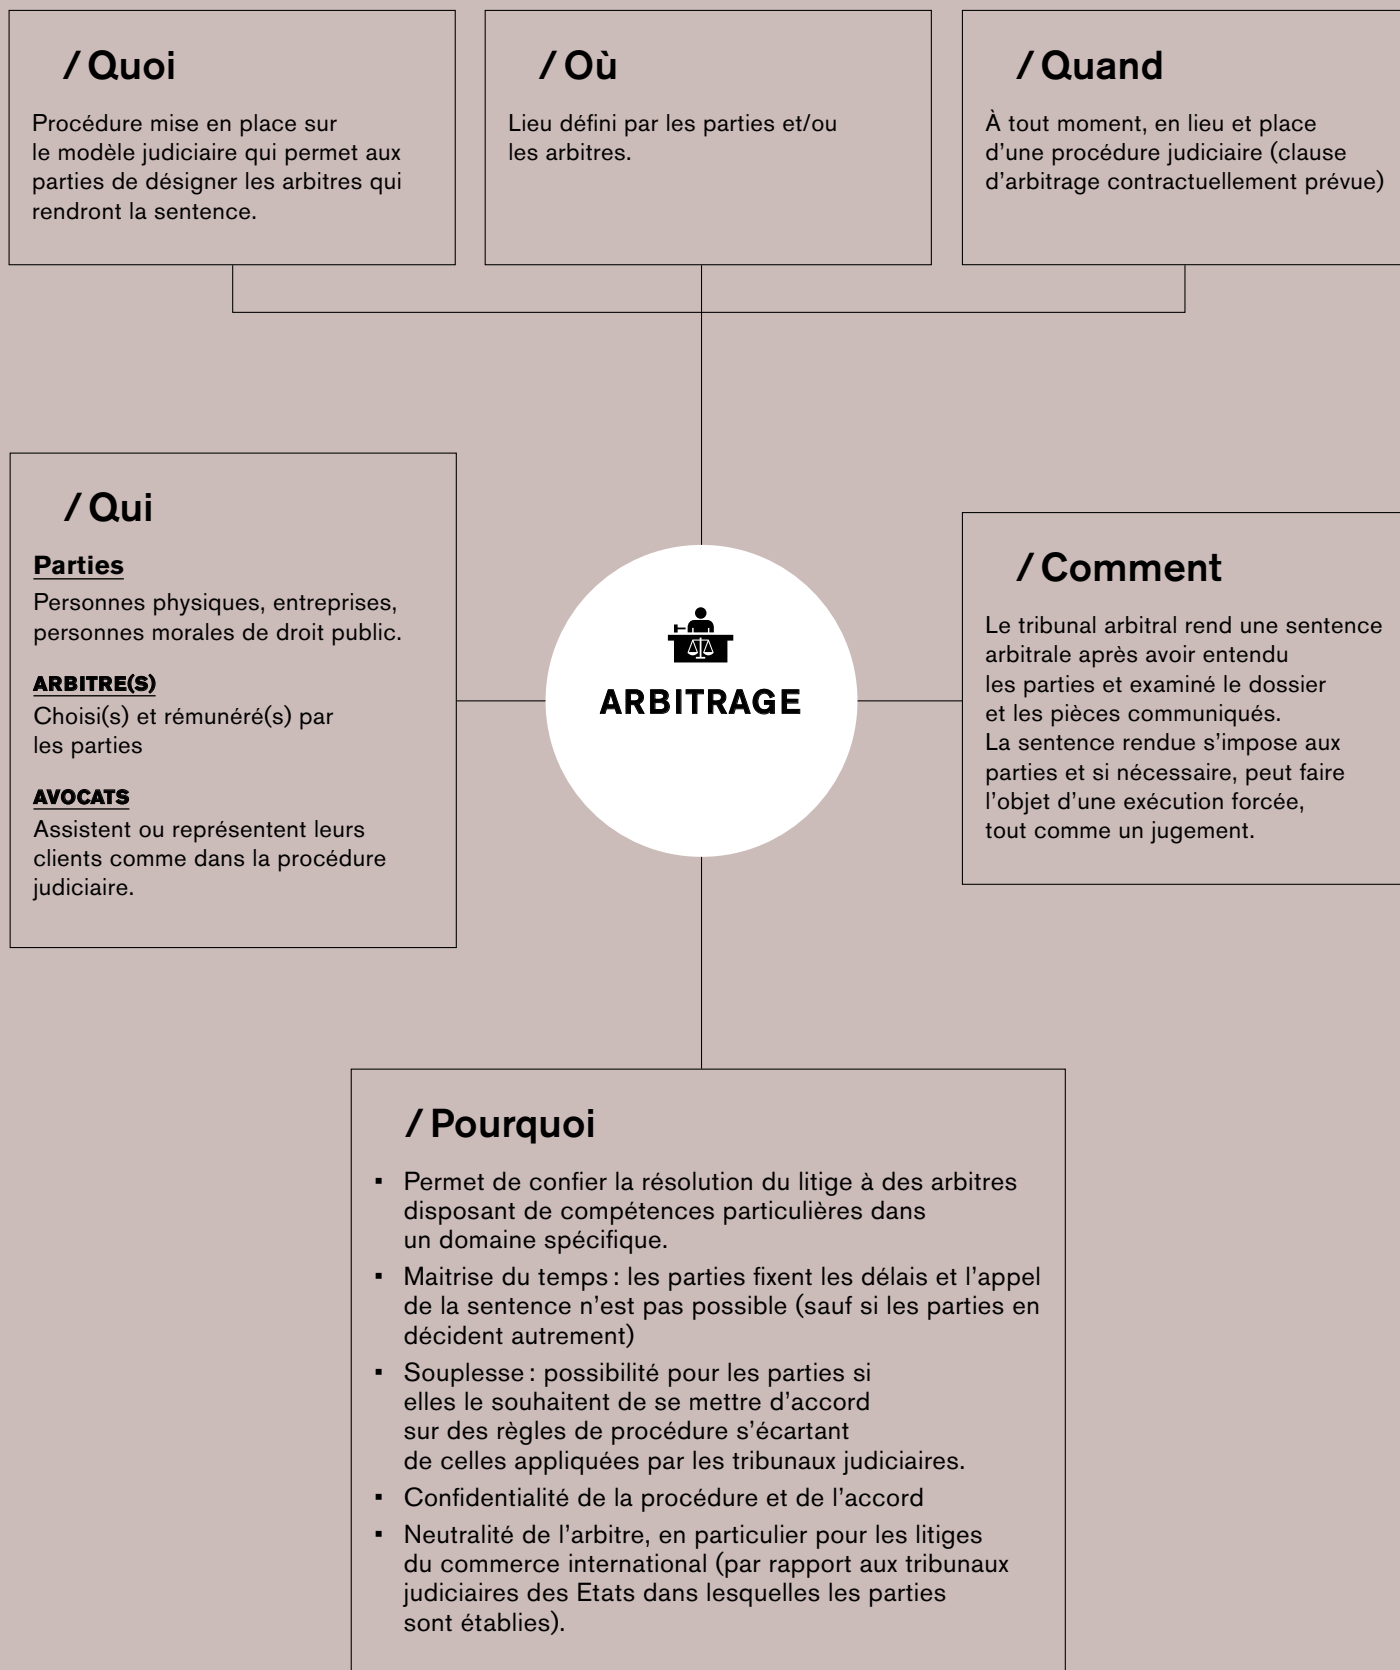 / Quoi
Procédure mise en place sur
le modèle judiciaire qui permet aux
parties de désigner les arbitres qui
rendront la sentence.
/ Où
Lieu défini par les parties et/ou
les arbitres.
/ Quand
À tout moment, en lieu et place
d’une procédure judiciaire (clause
d’arbitrage contractuellement prévue)
/ Qui
Parties
Personnes physiques, entreprises,
personnes morales de droit public.
ARBITRE(S)
Choisi(s) et rémunéré(s) par
les parties
AVOCATS
Assistent ou représentent leurs
clients comme dans la procédure
judiciaire.
ARBITRAGE
/ Comment
Le tribunal arbitral rend une sentence
arbitrale après avoir entendu
les parties et examiné le dossier
et les pièces communiqués.
La sentence rendue s’impose aux
parties et si nécessaire, peut faire
l’objet d’une exécution forcée,
tout comme un jugement.
/ Pourquoi
▪ Permet de confier la résolution du litige à des arbitres
disposant de compétences particulières dans
un domaine spécifique.
▪ Maitrise du temps : les parties fixent les délais et l’appel
de la sentence n’est pas possible (sauf si les parties en
décident autrement)
▪ Souplesse : possibilité pour les parties si
elles le souhaitent de se mettre d’accord
sur des règles de procédure s’écartant
de celles appliquées par les tribunaux judiciaires.
▪ Confidentialité de la procédure et de l’accord
▪ Neutralité de l’arbitre, en particulier pour les litiges
du commerce international (par rapport aux tribunaux
judiciaires des Etats dans lesquelles les parties
sont établies).